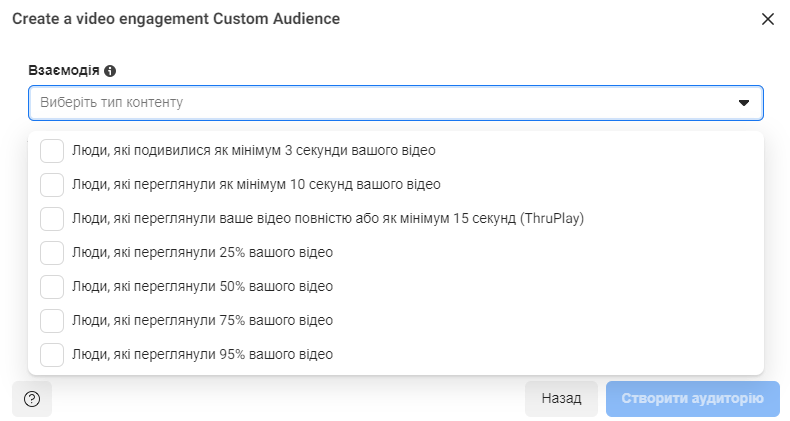 Create a video engagement Custom Audience
Взаємодія
Виберіть тип контенту
Люди, які подивилися як мінімум 3 секунди вашого відео
Люди, які переглянули як мінімум 10 секунд вашого відео
Люди, які переглянули ваше відео повністю або як мінімум 15 секунд (ThruPlay)
Люди, які переглянули 25% вашого відео
Люди, які переглянули 50% вашого відео
Люди, які переглянули 75% вашого відео
Люди, які переглянули 95% вашого відео
Назад Створити аудиторію